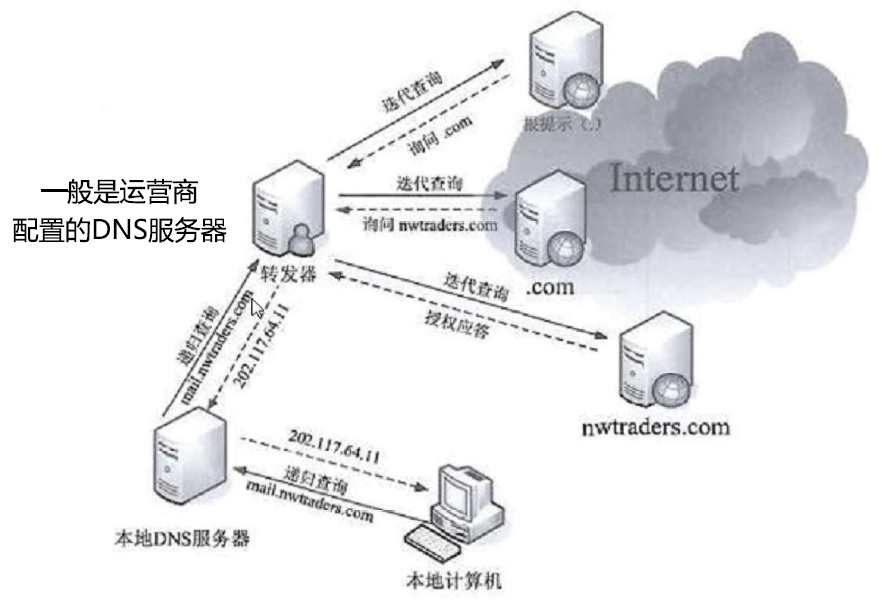 迭代查询
询问 .com
根提示（.）
Internet
一般是运营商
配置的DNS服务器
迭代查询
询问 nwtraders.com
转发器
.com
迭代查询
授权应答
递归查询
mail.nwtraders.com
202.117.64.11
nwtraders.com
202.117.64.11
递归查询
mail.nwtraders.com
本地DNS服务器
本地计算机